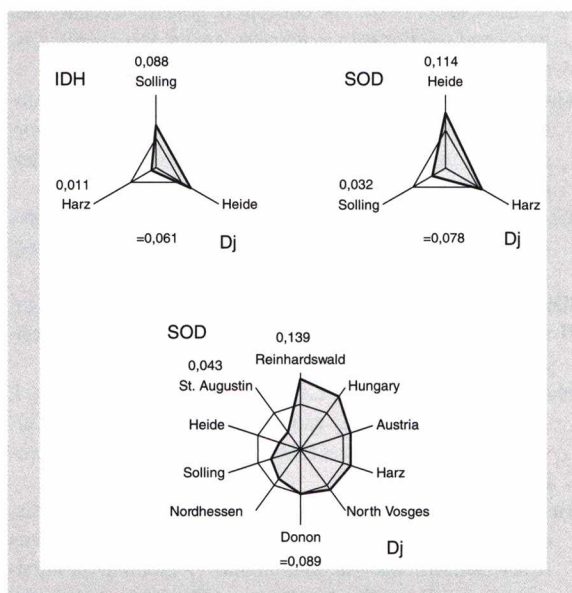 IDH
0,088
Solling
0,011
Harz
Heide
=0,061
Dj
SOD
0,114
Heide
0,032
Solling
Harz
=0,078
Dj
SOD
0,139
Reinhardswald
0,043
St. Augustin
Hungary
Heide
Austria
Solling
Harz
Nordhessen
North Vosges
Donon
=0,089
Dj